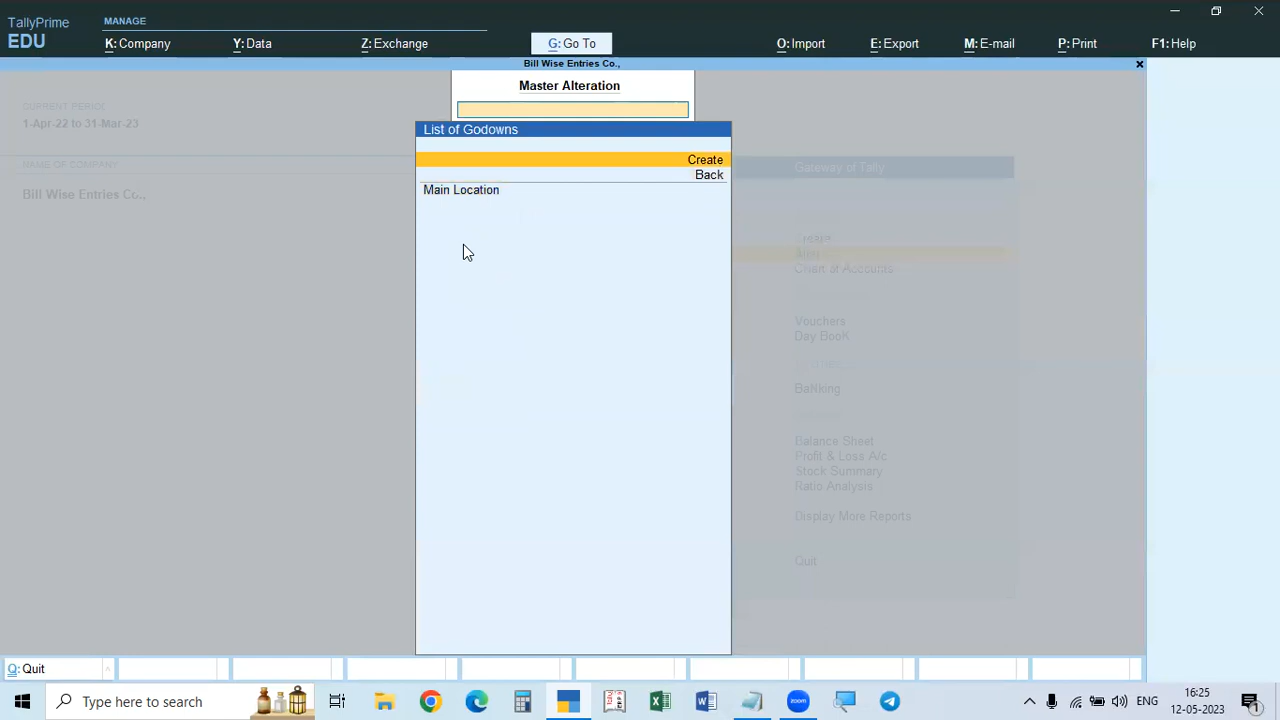 TallyPrime
EDU
MANAGE
K:Company
Y:Data
Z:Exchange
G: Go To
O:Import
E:Export
M:E-mail
P:Print
F1:Help
Bill Wise Entries Co.,
Master Alteration
CURRENT PERIOD
1-Apr-22 to 31-Mar-23
NAME OF COMPANY
Bill Wise Entries Co.,
List of Godowns
Create
Back
Main Location
Gateway of Tally
Create
Alter
Chart of Accounts
Vouchers
Day Book
Banking
Balance Sheet
Profit & Loss A/c
Stock Summary
Ratio Analysis
Display More Reports
Quit
Q: Quit
Type here to search
ENG
16:25
12-05-2023
1